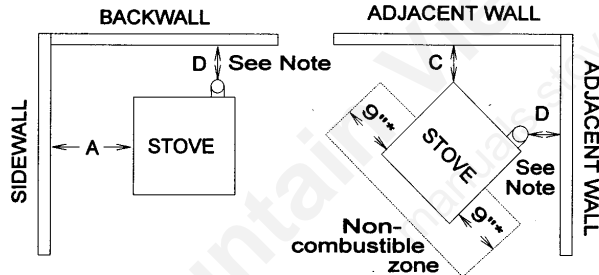 BACKWALL
D See Note
SIDEWALL
A
STOVE
ADJACENT WALL
C
ADJACENT WALL
D
9"*
STOVE
See
Note
9"*
Non-
combustible
zone